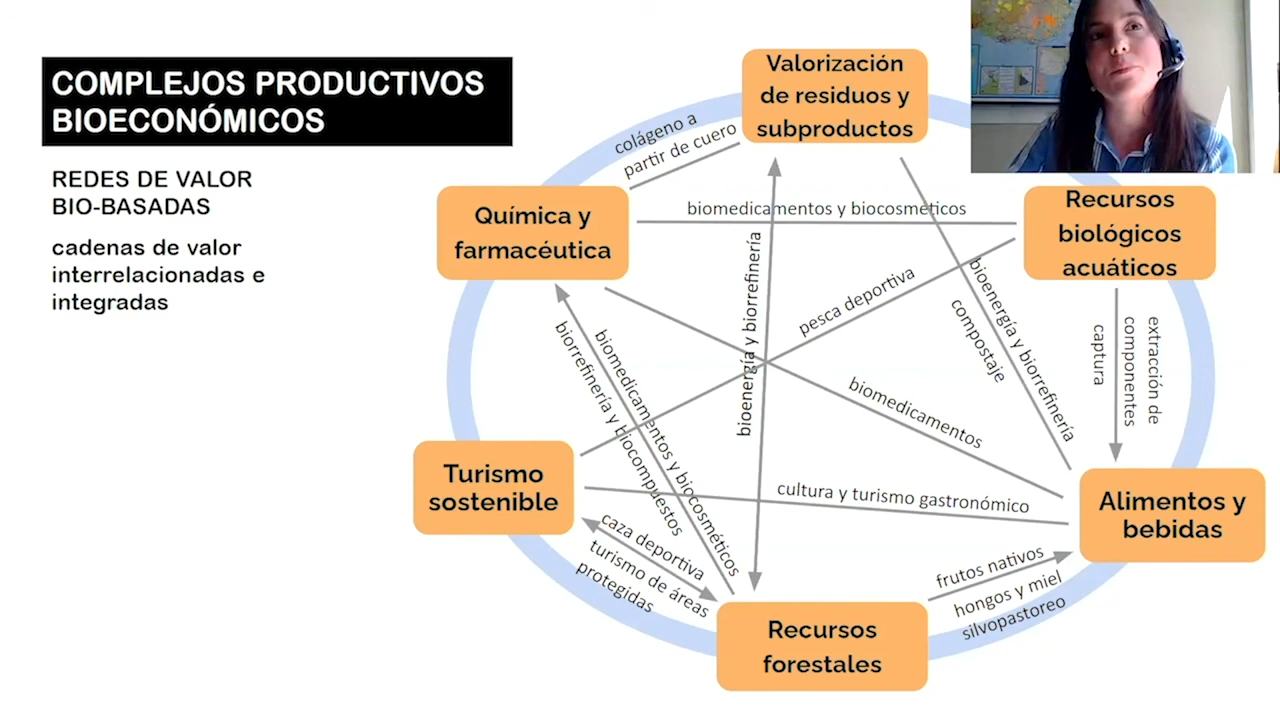 COMPLEJOS PRODUCTIVOS
BIOECONÓMICOS
REDES DE VALOR
BIO-BASADAS
cadenas de valor
interrelacionadas e
integradas
Valorización
de residuos y
subproductos
colágeno a
partir de cuero
Química y
farmacéutica
biomedicamentos y biocosméticos
Recursos
biológicos
acuáticos
bioenergía y biorrefinería
pesca deportiva
bioenergía y biorrefinería
compostaje
extracción de
componentes
captura
biomedicamentos y biocosméticos
biorrefinería y biocompuestos
biomedicamentos
Turismo
sostenible
cultura y turismo gastronómico
Alimentos y
bebidas
caza deportiva
turismo de áreas
protegidas
frutos nativos
hongos y miel
silvopastoreo
Recursos
forestales